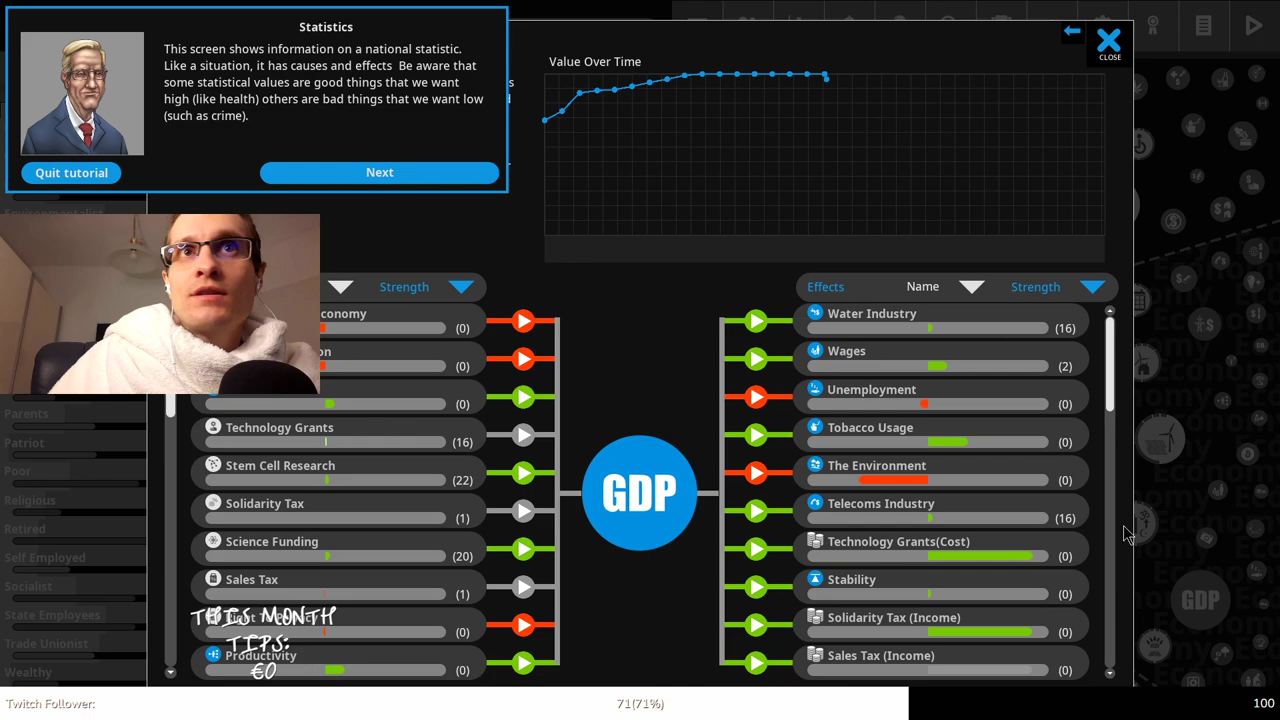 Statistics
This screen shows information on a national statistic.
Like a situation, it has causes and effects  Be aware that
some statistical values are good things that we want
high (like health) others are bad things that we want low
(such as crime).
Quit tutorial
Next
CLOSE
Value Over Time
Strength
Effects
Name
Strength
conomy
(0)
on
(0)
(0)
Technology Grants
(16)
Stem Cell Research
(22)
Solidarity Tax
(1)
Science Funding
(20)
Sales Tax
(1)
(0)
Productivity
(0)
GDP
Water Industry
(16)
Wages
(2)
Unemployment
(0)
Tobacco Usage
(0)
The Environment
(0)
Telecoms Industry
(16)
Technology Grants(Cost)
(0)
Stability
(0)
Solidarity Tax (Income)
(0)
Sales Tax (Income)
(0)
Parents
Patriot
Poor
Religious
Retired
Self Employed
Socialist
State Employees
Trade Unionist
Wealthy
GDP
THIS MONTH
TIPS:
€0
Twitch Follower:
71(71%)
100